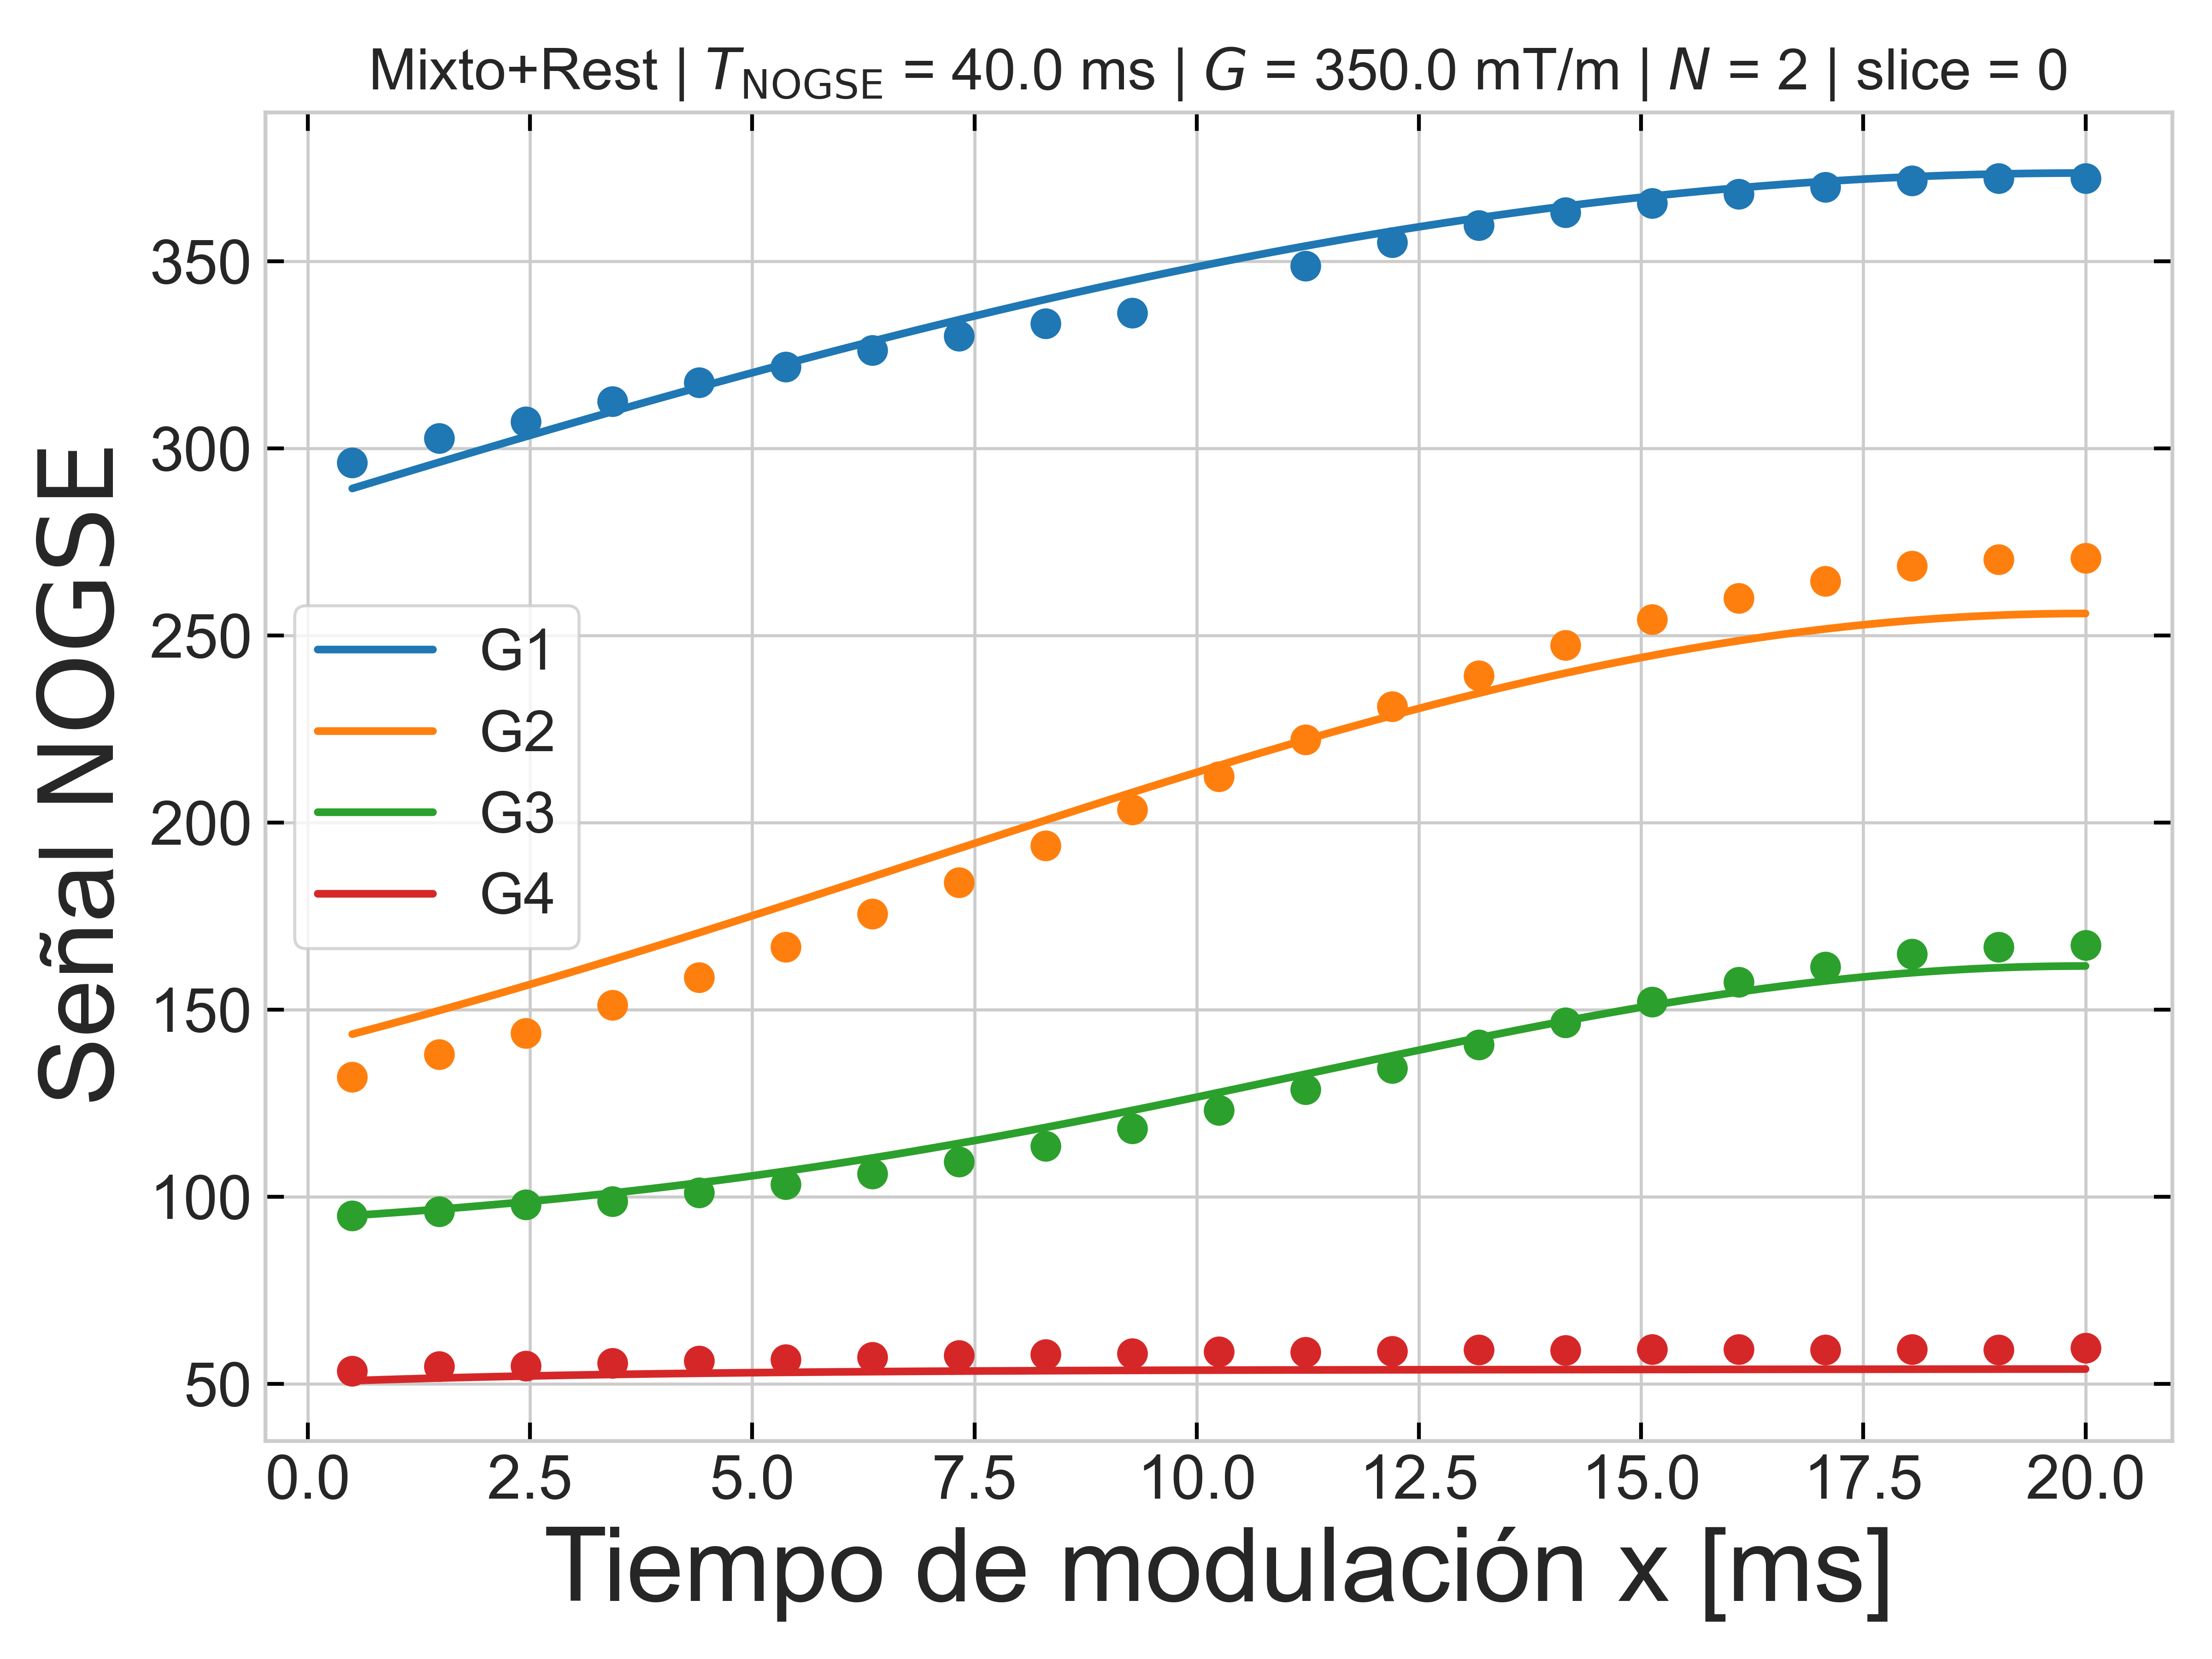 Mixto+Rest | T_NOGSE = 40.0 ms | G = 350.0 mT/m | N = 2 | slice = 0
Señal NOGSE
350
300
250
200
150
100
50
G1
G2
G3
G4
0.0 2.5 5.0 7.5 10.0 12.5 15.0 17.5 20.0
Tiempo de modulación x [ms]